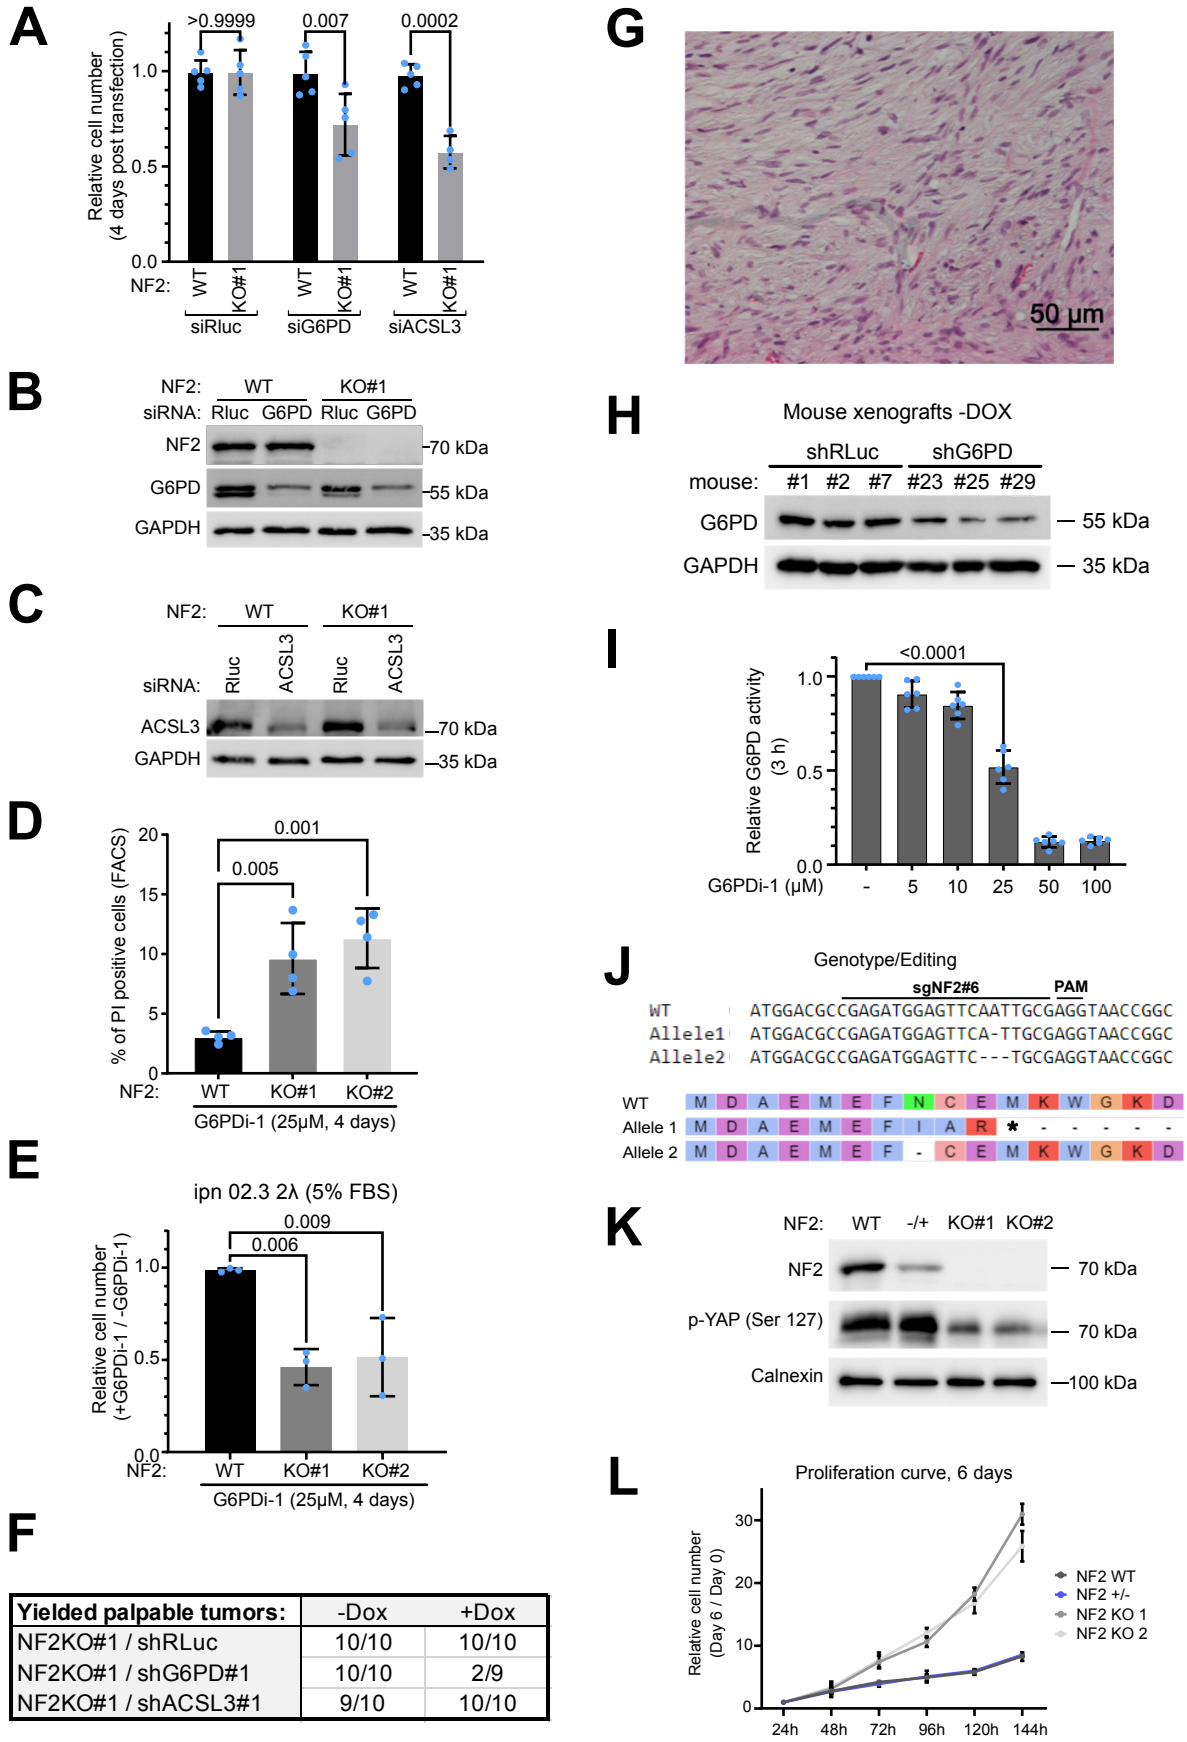 A
Relative cell number
(4 days post transfection)
>0.9999
0.007
0.0002
1.0
0.5
0.0
NF2:
WT
KO#1
WT
KO#1
WT
KO#1
siRluc
siG6PD
siACSL3
B
NF2:
WT
KO#1
siRNA:
Rluc
G6PD
Rluc
G6PD
NF2
70 kDa
G6PD
55 kDa
GAPDH
35 kDa
C
NF2:
WT
KO#1
siRNA:
Rluc
ACSL3
Rluc
ACSL3
ACSL3
70 kDa
GAPDH
35 kDa
D
% of PI positive cells (FACS)
20
15
10
5
0
0.001
0.005
NF2:
WT
KO#1
KO#2
G6PDi-1 (25µM, 4 days)
E
ipn 02.3 2λ (5% FBS)
Relative cell number
(+G6PDi-1 / -G6PDi-1)
0.009
0.006
1.0
0.5
0.0
NF2:
WT
KO#1
KO#2
G6PDi-1 (25µM, 4 days)
F
Yielded palpable tumors: -Dox +Dox
NF2KO#1 / shRLuc 10/10 10/10
NF2KO#1 / shG6PD#1 10/10 2/9
NF2KO#1 / shACSL3#1 9/10 10/10
G
50 µm
H
Mouse xenografts -DOX
shRLuc
shG6PD
mouse: #1 #2 #7 #23 #25 #29
G6PD
55 kDa
GAPDH
35 kDa
I
Relative G6PD activity
(3 h)
<0.0001
1.0
0.5
0.0
G6PDi-1 (µM)
- 5 10 25 50 100
J
Genotype/Editing
sgNF2#6
PAM
WT ATGGACGCCGAGATGGAGTTCAATTGCGAGGTAACCGGC
Allele1 ATGGACGCCGAGATGGAGTTCA-TTGCGAGGTAACCGGC
Allele2 ATGGACGCCGAGATGGAGTTC---TGCGAGGTAACCGGC
WT M D A E M E F N C E M K W G K D
Allele 1 M D A E M E F I A R * - - - - -
Allele 2 M D A E M E F - C E M K W G K D
K
NF2: WT -/+ KO#1 KO#2
NF2
70 kDa
p-YAP (Ser 127)
70 kDa
Calnexin
100 kDa
L
Proliferation curve, 6 days
Relative cell number
(Day 6 / Day 0)
30
20
10
0
24h 48h 72h 96h 120h 144h
NF2 WT
NF2 +/-
NF2 KO 1
NF2 KO 2